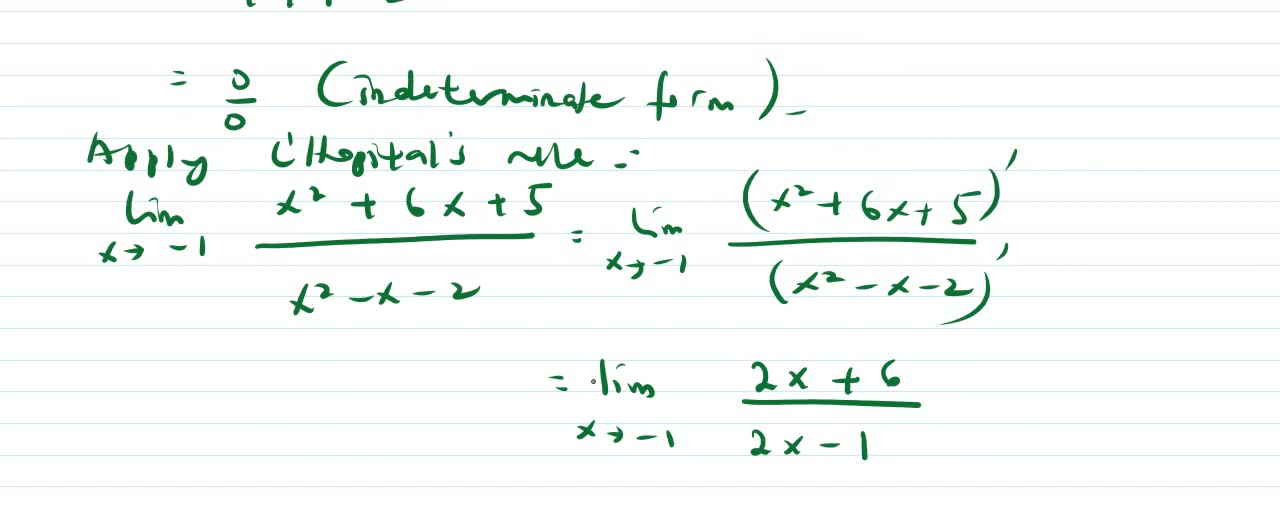 = 0/0 (indeterminate form).
Apply L'Hopital's rule :
lim x→-1 (x² + 6x + 5)/(x² - x - 2) = lim x→-1 (x² + 6x + 5)'/(x² - x - 2)'
= lim x→-1 (2x + 6)/(2x - 1)